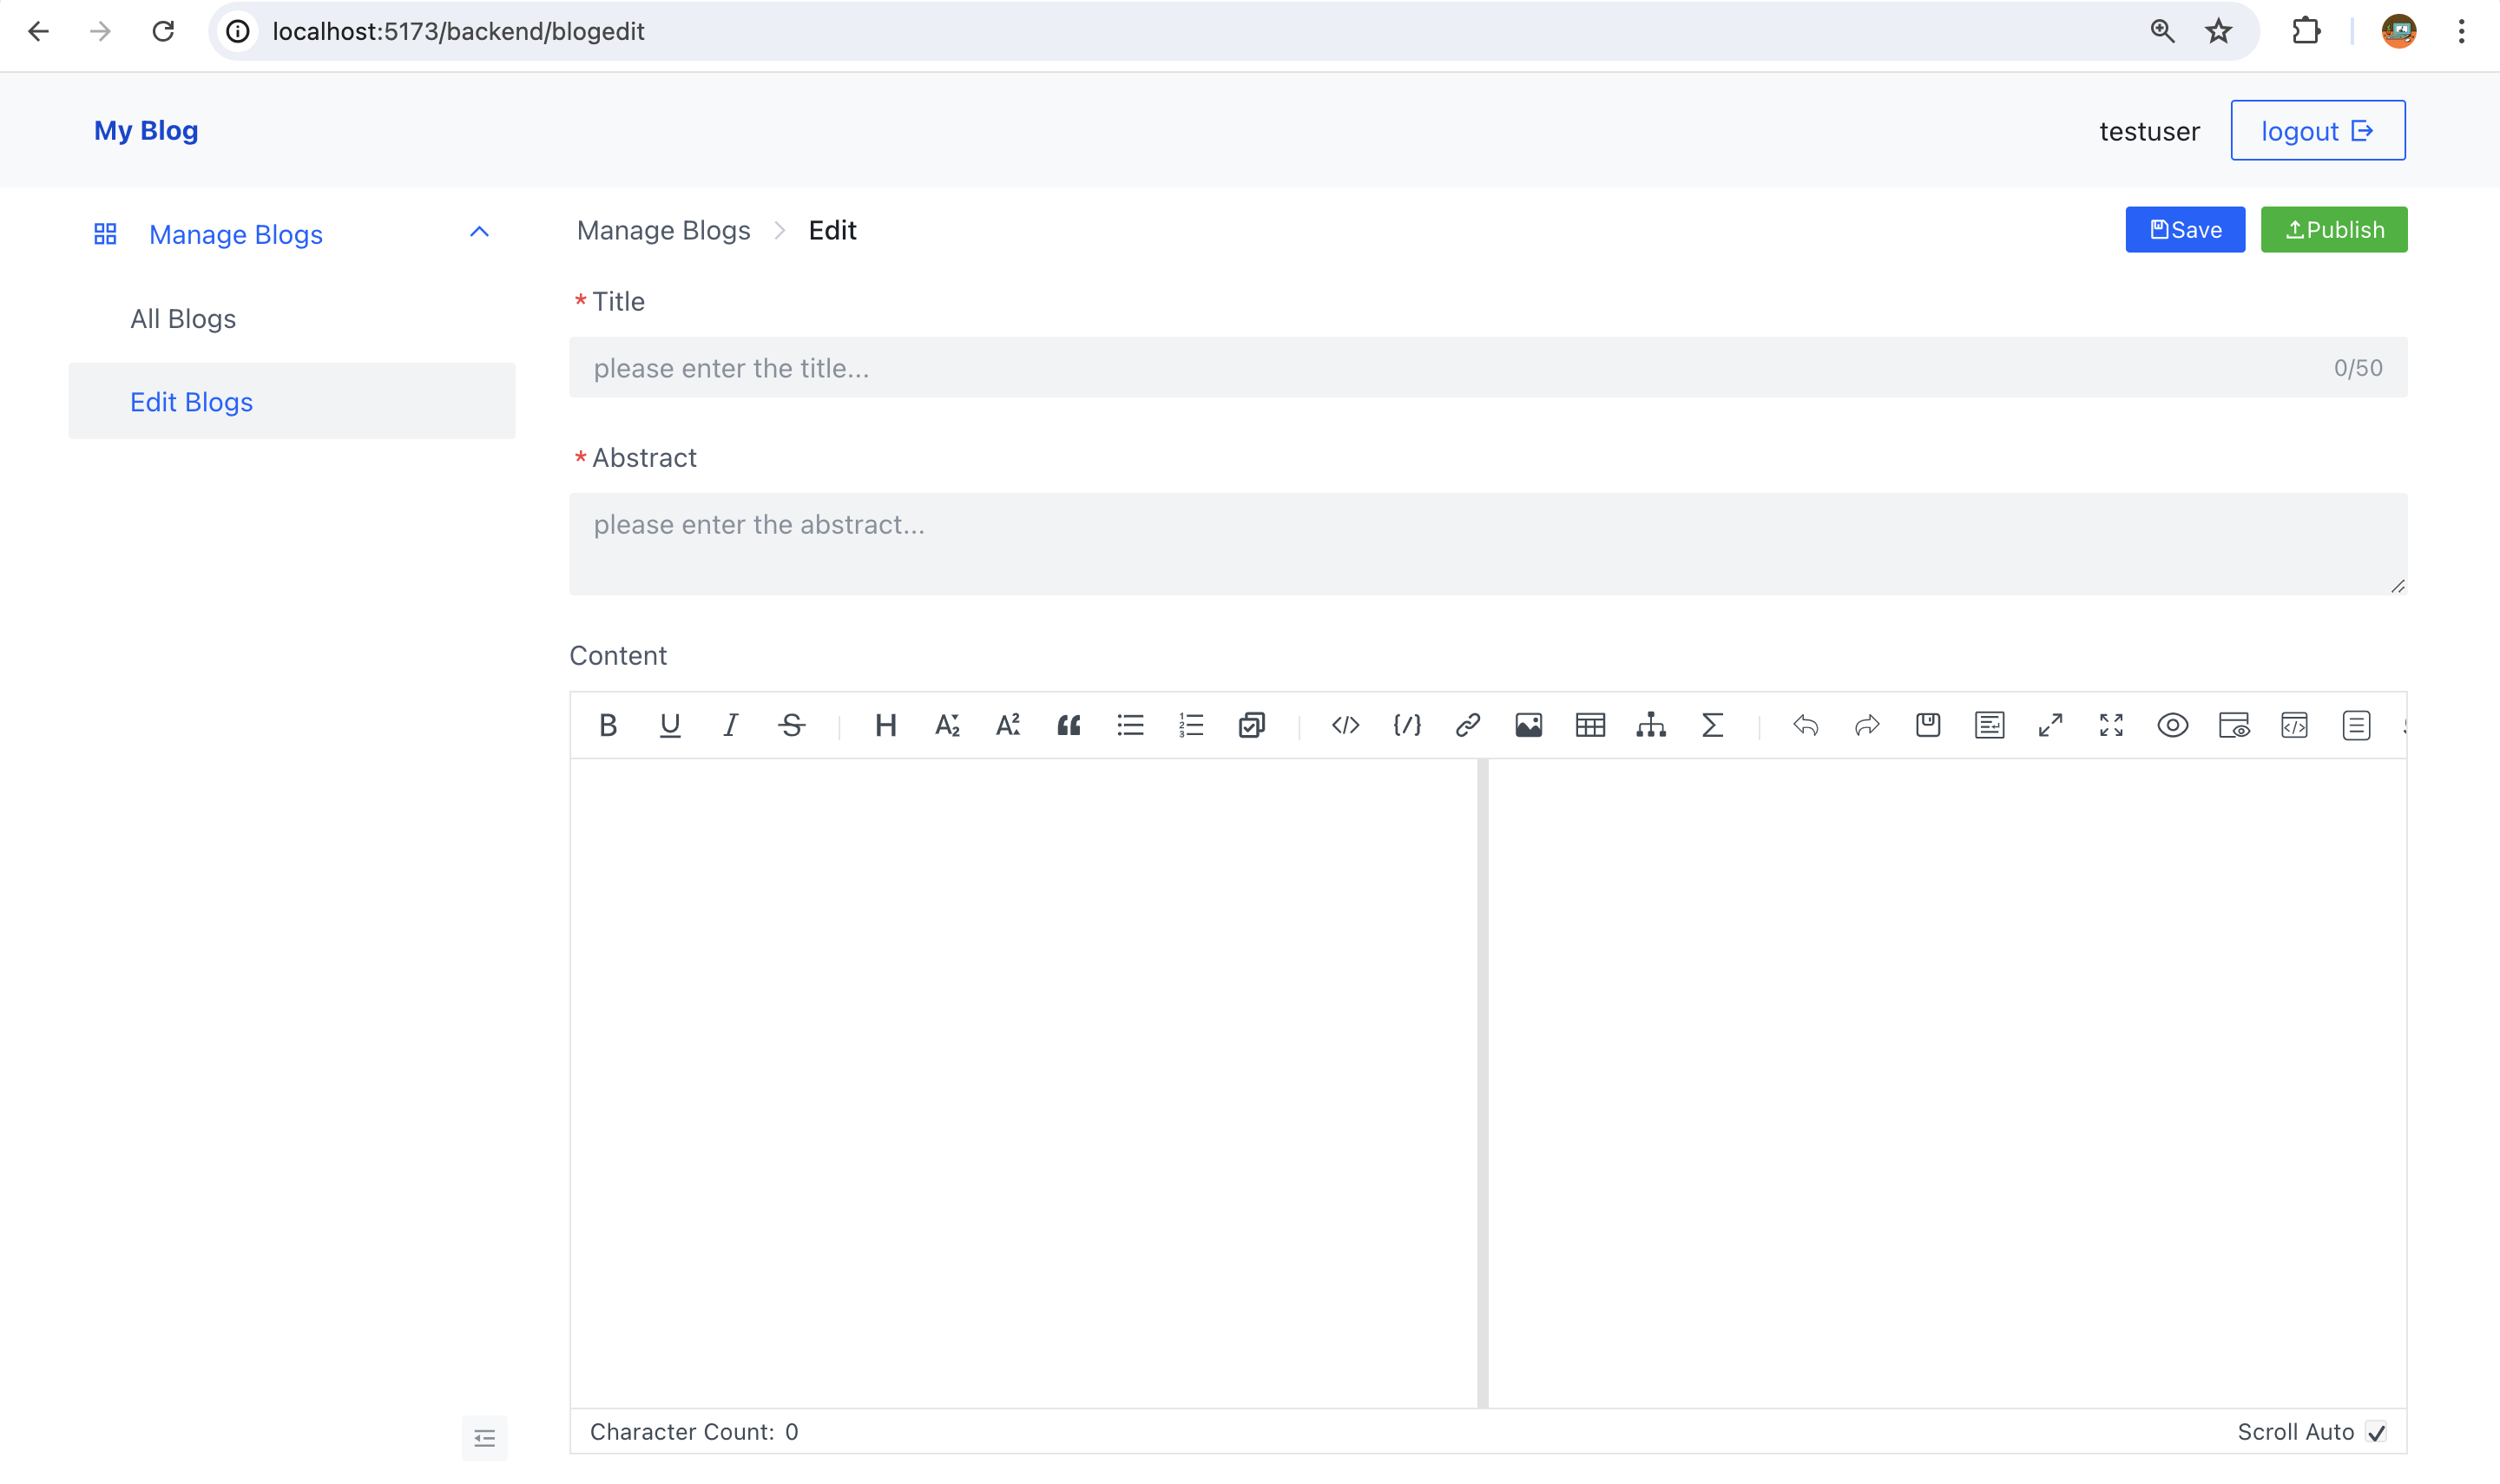 localhost:5173/backend/blogedit
My Blog
testuser
logout
Manage Blogs
All Blogs
Edit Blogs
Manage Blogs > Edit
Save
Publish
* Title
please enter the title...
0/50
* Abstract
please enter the abstract...
Content
Character Count: 0
Scroll Auto